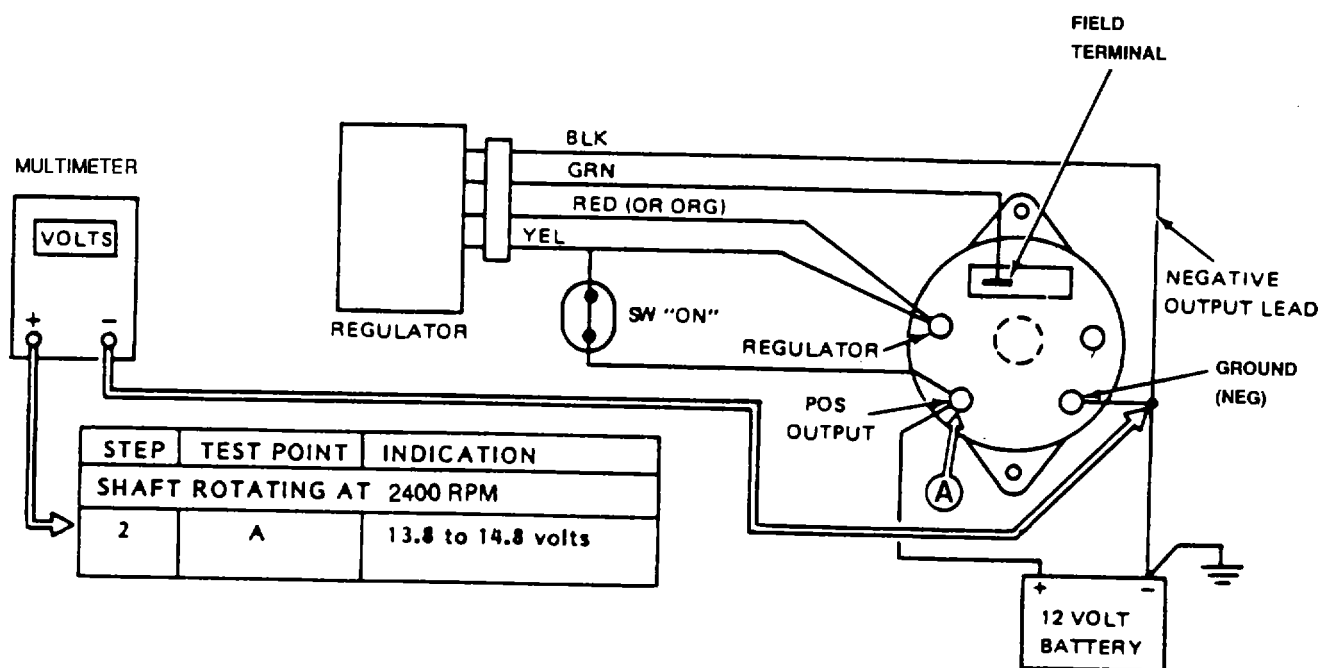 FIELD
TERMINAL
BLK
MULTIMETER
GRN
RED (OR ORG)
VOLTS
YEL
NEGATIVE
OUTPUT LEAD
+ −
SW "ON"
REGULATOR
REGULATOR
GROUND
(NEG)
POS
OUTPUT
STEP TEST POINT INDICATION
SHAFT ROTATING AT 2400 RPM
2 A 13.8 to 14.8 volts
A
+ −
12 VOLT
BATTERY